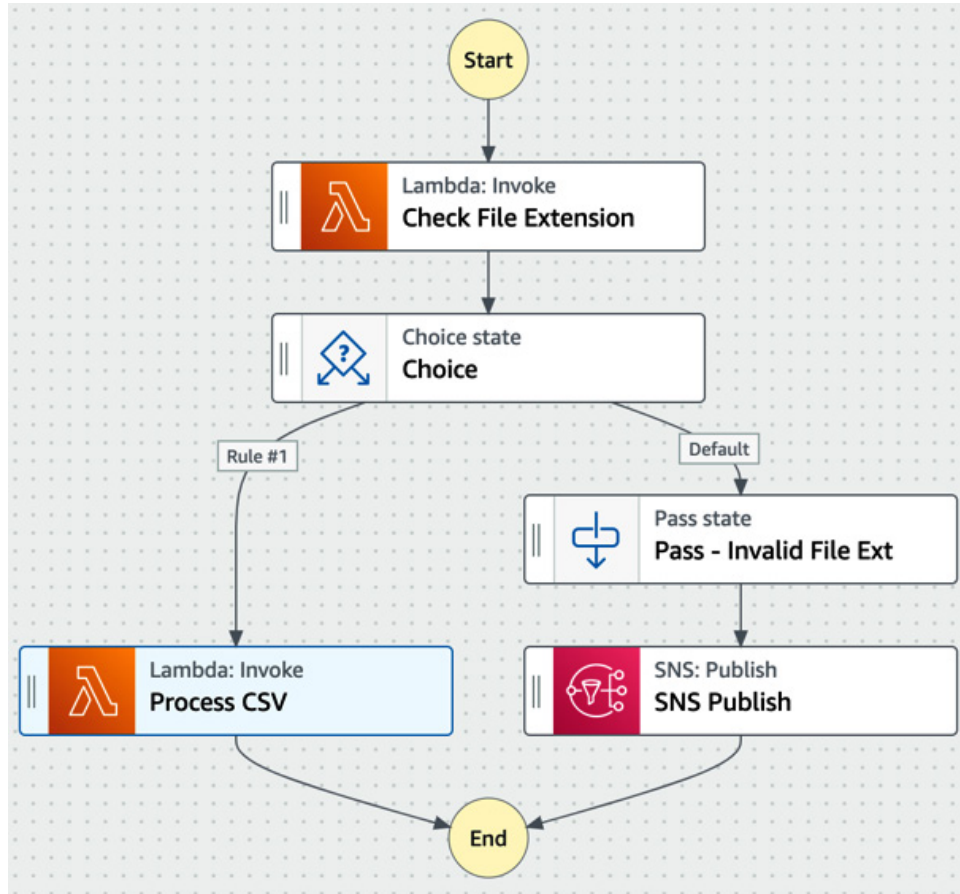 Start
Lambda: Invoke
Check File Extension
Choice state
?
Choice
Rule #1
Default
Pass state
Pass - Invalid File Ext
Lambda: Invoke
Process CSV
SNS: Publish
SNS Publish
End